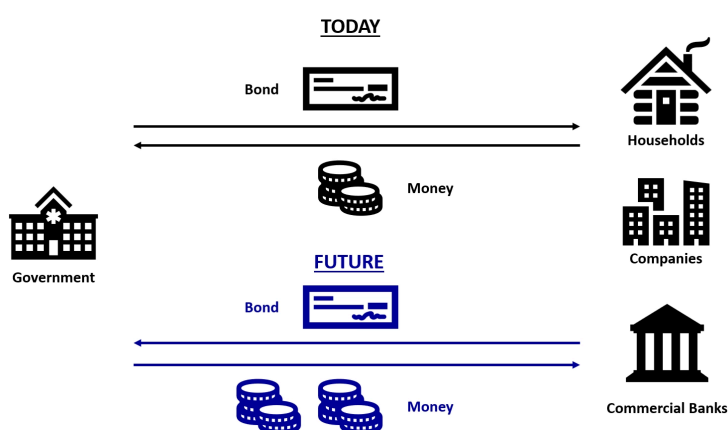 TODAY
Bond
Households
Money
Government
Companies
FUTURE
Bond
Money
Commercial Banks